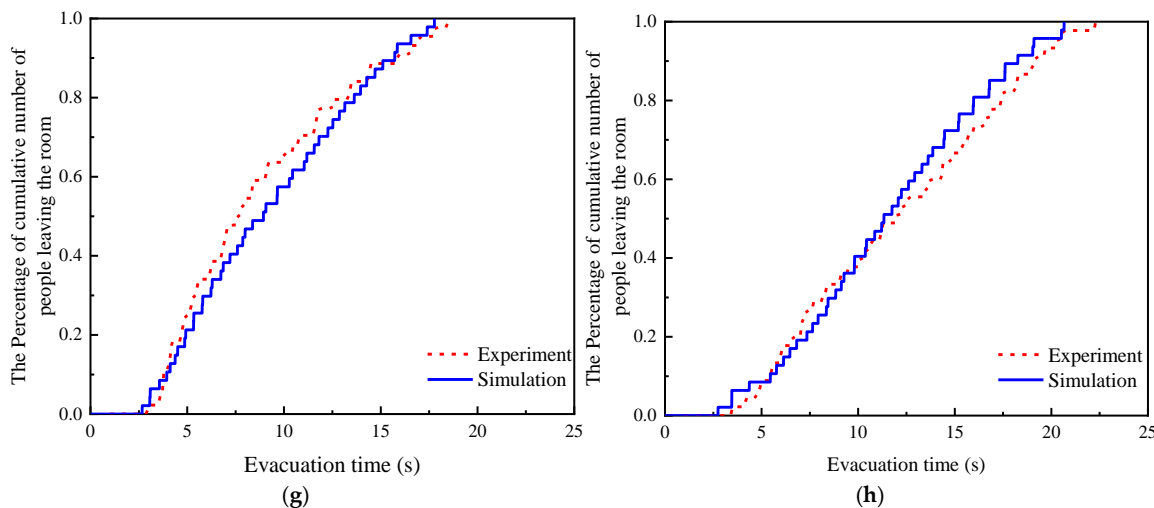 The Percentage of cumulative number of
people leaving the room
1.0
0.8
0.6
0.4
0.2
0.0
Experiment
Simulation
0 5 10 15 20 25
Evacuation time (s)
(g)
The Percentage of cumulative number of
people leaving the room
1.0
0.8
0.6
0.4
0.2
0.0
Experiment
Simulation
0 5 10 15 20 25
Evacuation time (s)
(h)